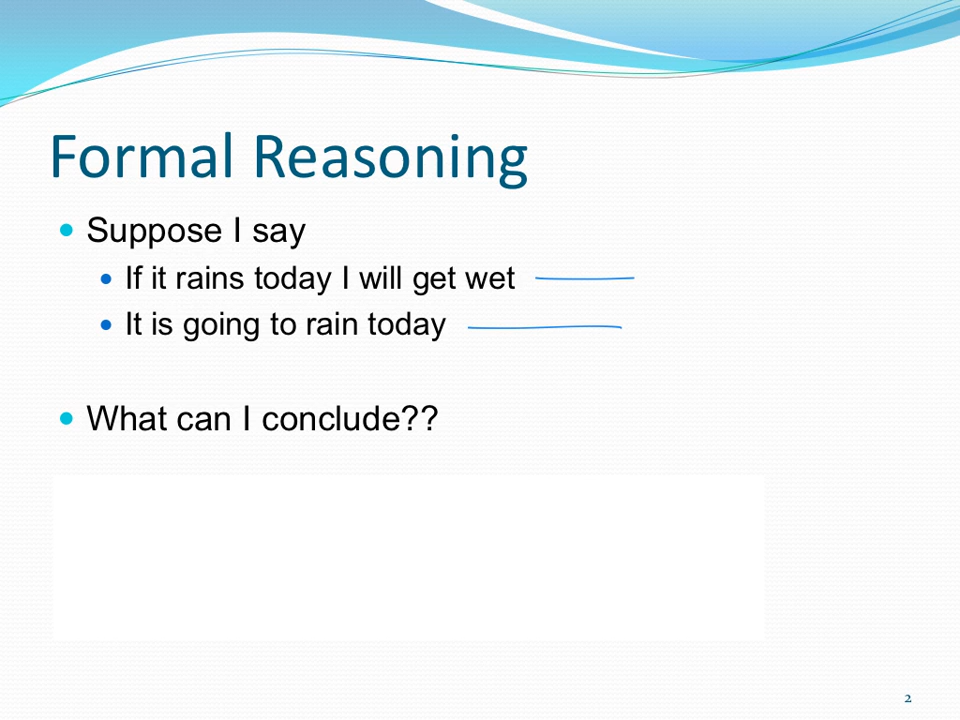 Formal Reasoning
Suppose I say
If it rains today I will get wet
It is going to rain today
What can I conclude??
2